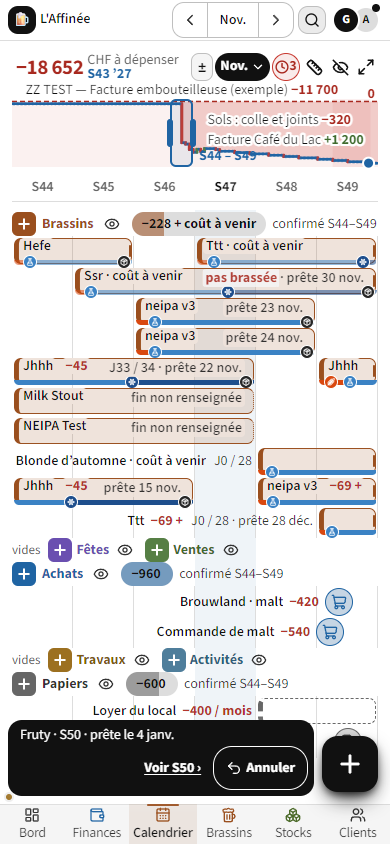 L'Affinée
Nov.
G A
−18 652 CHF à dépenser
S43 ’27
± Nov. 3
ZZ TEST — Facture embouteilleuse (exemple) −11 700
0
Sols : colle et joints −320
Facture Café du Lac +1 200
S44 – S49
S44 S45 S46 S47 S48 S49
Brassins −228 + coût à venir confirmé S44–S49
Hefe
Ttt · coût à venir
Ssr · coût à venir pas brassée · prête 30 nov.
neipa v3 prête 23 nov.
neipa v3 prête 24 nov.
Jhhh −45 J33 / 34 · prête 22 nov.
Jhhh
Milk Stout fin non renseignée
NEIPA Test fin non renseignée
Blonde d’automne · coût à venir J0 / 28
Jhhh −45 prête 15 nov.
neipa v3 −69 +
Ttt −69 + J0 / 28 · prête 28 déc.
vides Fêtes Ventes
Achats −960 confirmé S44–S49
Brouwland · malt −420
Commande de malt −540
vides Travaux Activités
Papiers −600 confirmé S44–S49
Loyer du local −400 / mois
Fruty · S50 · prête le 4 janv.
Voir S50 › Annuler
Bord Finances Calendrier Brassins Stocks Clients